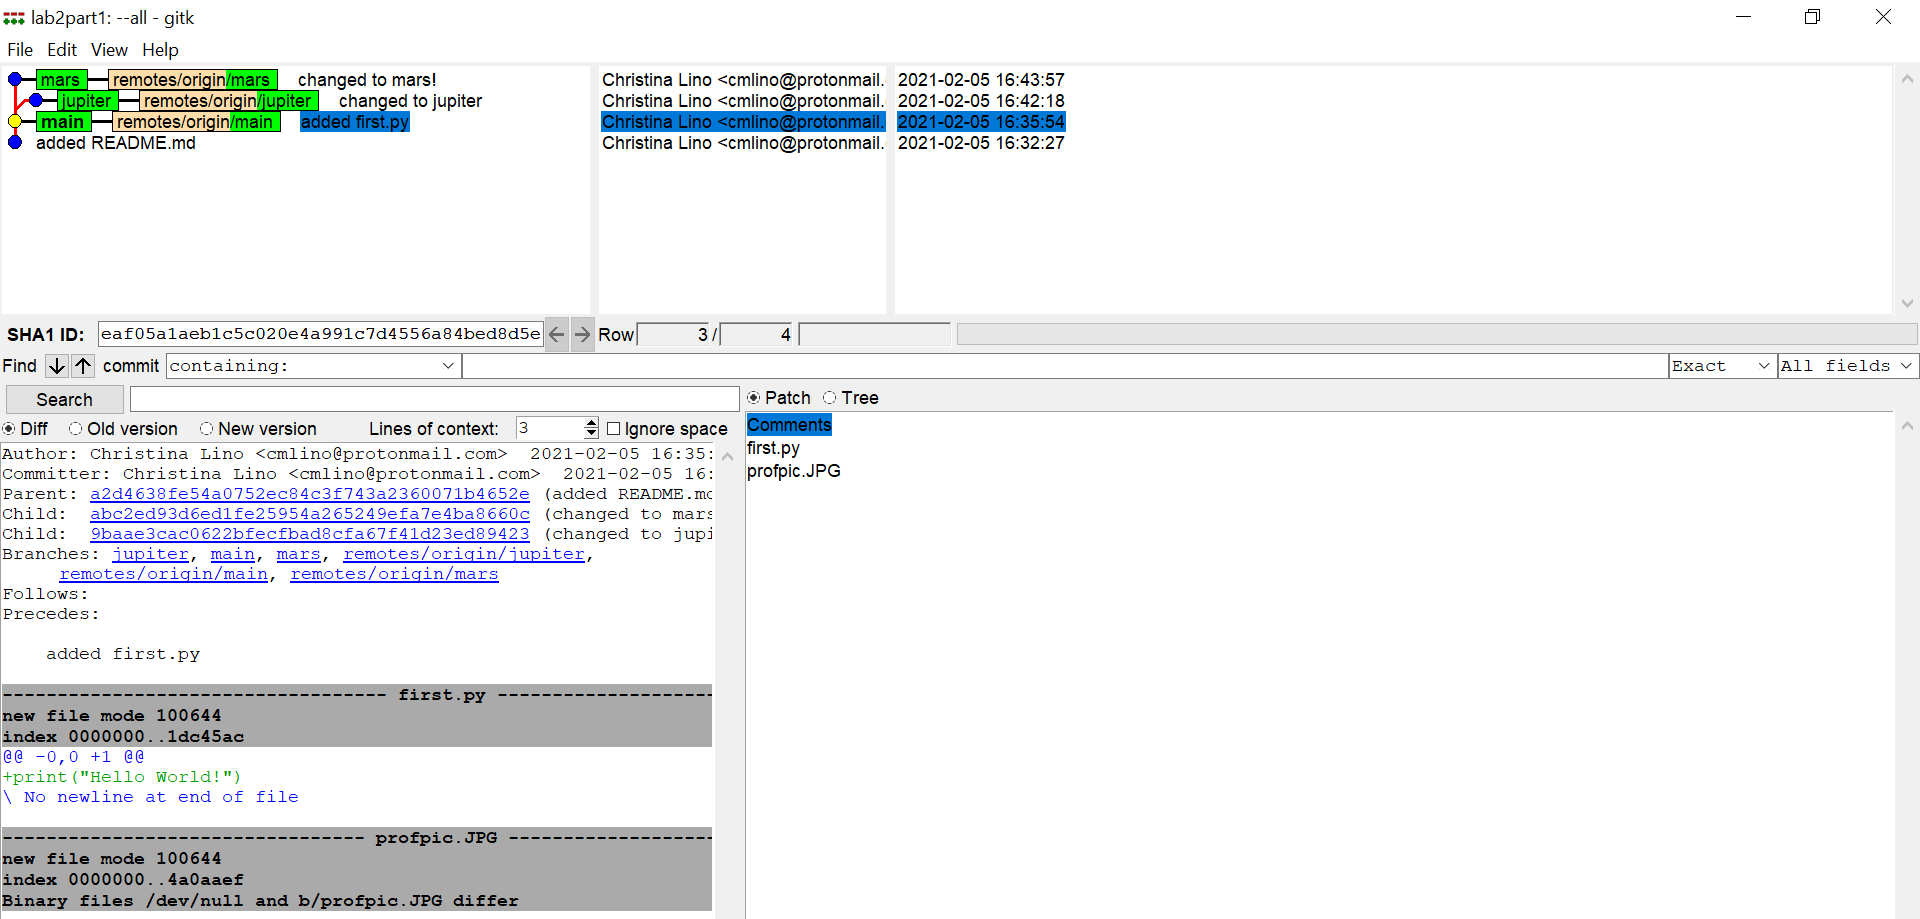 lab2part1: --all - gitk
File Edit View Help
mars remotes/origin/mars changed to mars! Christina Lino <cmlino@protonmail. 2021-02-05 16:43:57
jupiter remotes/origin/jupiter changed to jupiter Christina Lino <cmlino@protonmail. 2021-02-05 16:42:18
main remotes/origin/main added first.py Christina Lino <cmlino@protonmail. 2021-02-05 16:35:54
added README.md Christina Lino <cmlino@protonmail. 2021-02-05 16:32:27
SHA1 ID: eaf05a1aeb1c5c020e4a991c7d4556a84bed8d5e Row 3 / 4
Find commit containing: Exact All fields
Search
Patch Tree
Diff Old version New version Lines of context: 3 Ignore space
Comments
first.py
profpic.JPG
Author: Christina Lino <cmlino@protonmail.com> 2021-02-05 16:35:
Committer: Christina Lino <cmlino@protonmail.com> 2021-02-05 16:
Parent: a2d4638fe54a0752ec84c3f743a2360071b4652e (added README.md
Child: abc2ed93d6ed1fe25954a265249efa7e4ba8660c (changed to mars
Child: 9baae3cac0622bfecfbad8cfa67f41d23ed89423 (changed to jupi
Branches: jupiter, main, mars, remotes/origin/jupiter,
remotes/origin/main, remotes/origin/mars
Follows:
Precedes:
added first.py
----------------------------------- first.py --------------------
new file mode 100644
index 0000000..1dc45ac
@@ -0,0 +1 @@
+print("Hello World!")
\ No newline at end of file
--------------------------------- profpic.JPG -------------------
new file mode 100644
index 0000000..4a0aaef
Binary files /dev/null and b/profpic.JPG differ